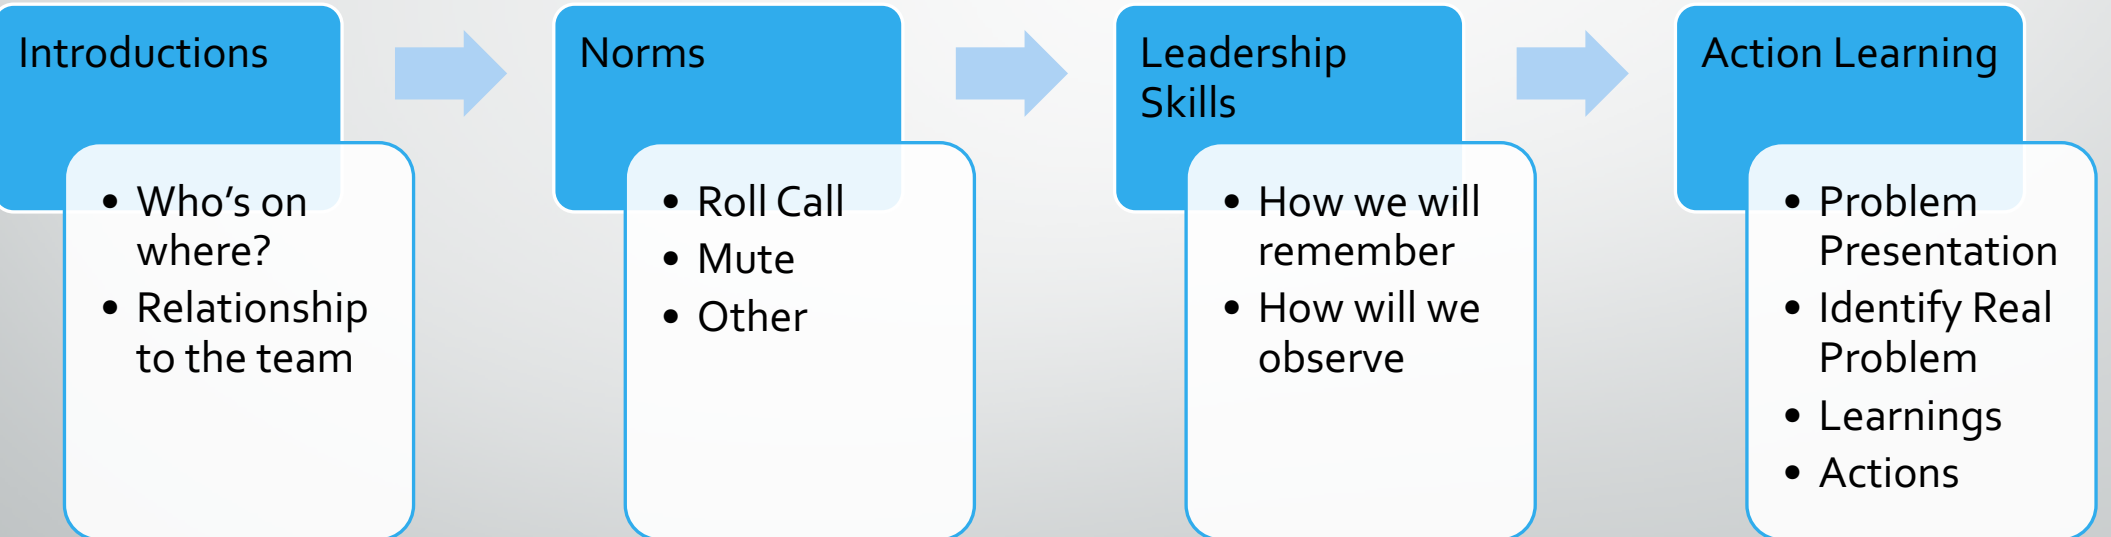 Introductions
• Who's on
where?
• Relationship
to the team
Norms
• Roll Call
• Mute
• Other
Leadership
Skills
• How we will
remember
• How will we
observe
Action Learning
• Problem
Presentation
• Identify Real
Problem
• Learnings
• Actions